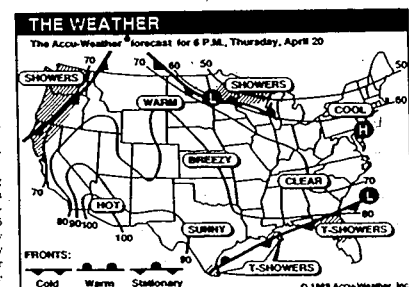 THE WEATHER
The Accu-Weather forecast for 6 P.M., Thursday, April 20
70 70 60 50 50
SHOWERS SHOWERS
WARM COOL 60
L
H
BREEZY
CLEAR
70 70
L
HOT 80
80 90 100 100
SUNNY T-SHOWERS
90
T-SHOWERS
FRONTS:
Cold Warm Stationary
Accu-Weather, Inc.